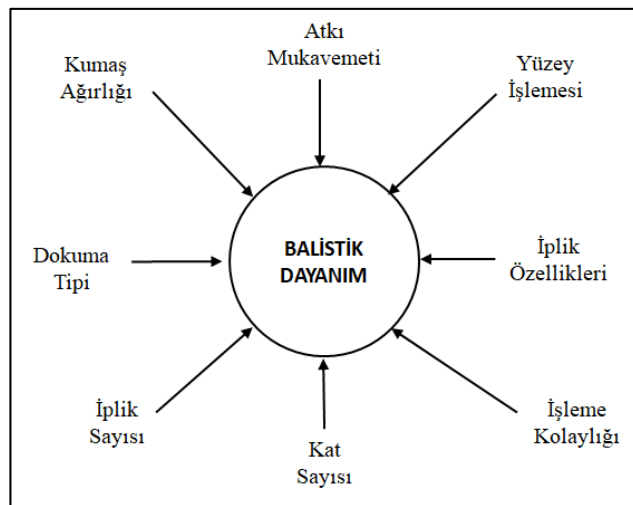 Atkı
Mukavemeti
Kumaş
Ağırlığı
Yüzey
İşlemesi
Dokuma
Tipi
BALİSTİK
DAYANIM
İplik
Özellikleri
İplik
Sayısı
Kat
Sayısı
İşleme
Kolaylığı